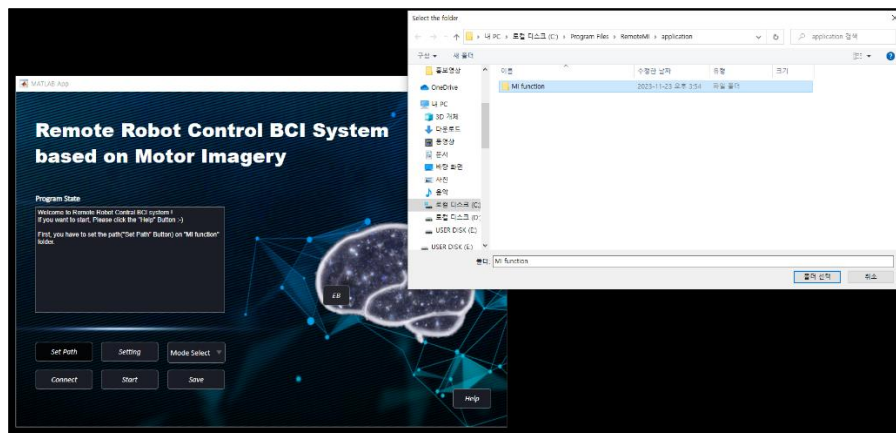 MATLAB App
Remote Robot Control BCI System
based on Motor Imagery
Program State
Welcome to Remote Robot Control BCI system !
If you want to start, Please click the "Help" Button :-)
First, you have to set the path("Set Path" Button) on "MI function"
folder.
EB
Set Path
Setting
Mode Select
Connect
Start
Save
Help
Select the folder
내 PC › 로컬 디스크 (C:) › Program Files › RemoteMI › application
application 검색
구성
새 폴더
홍보영상
OneDrive
내 PC
3D 개체
다운로드
동영상
문서
바탕 화면
사진
음악
로컬 디스크 (C:)
로컬 디스크 (D:
USER DISK (E:)
USER DISK (E:)
이름
수정한 날짜
유형
크기
MI function
2023-11-23 오후 3:54
파일 폴더
폴더: MI function
폴더 선택
취소